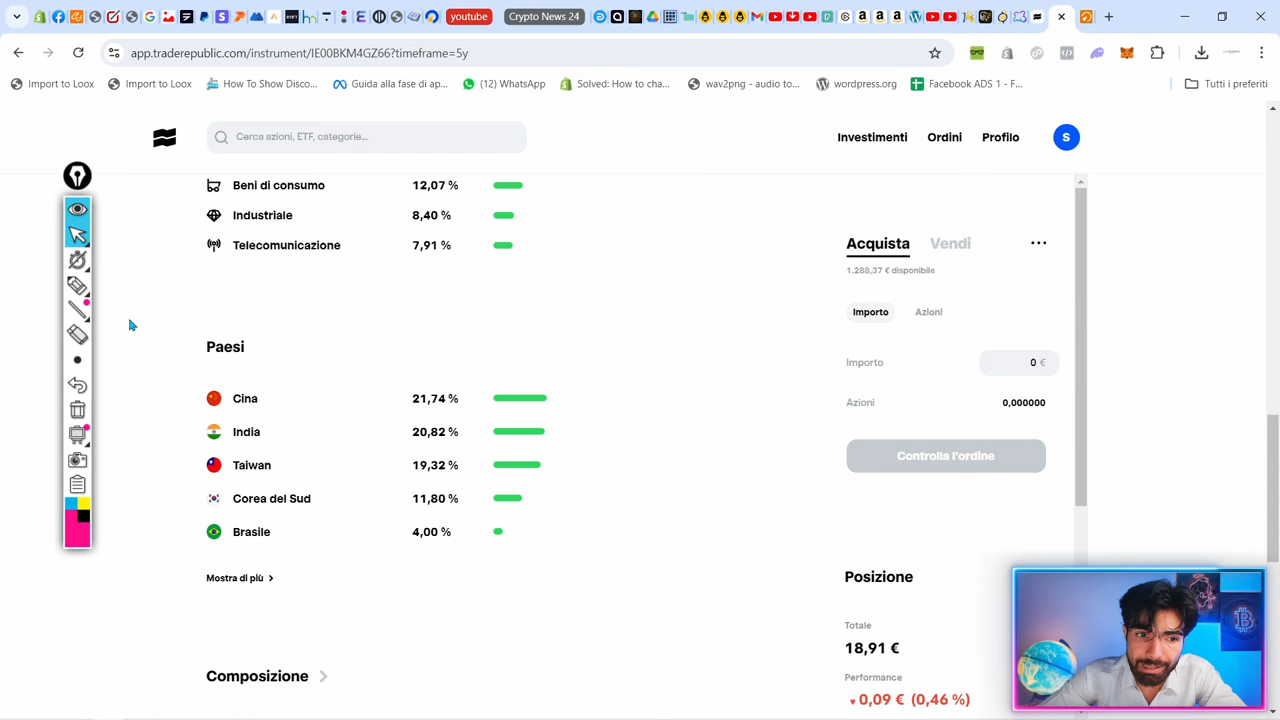 youtube
Crypto News 24
app.traderepublic.com/instrument/IE00BKM4GZ66?timeframe=5y
Import to Loox
Import to Loox
How To Show Disco...
Guida alla fase di ap...
(12) WhatsApp
Solved: How to cha...
wav2png - audio to...
wordpress.org
Facebook ADS 1 - F...
Tutti i preferiti
Cerca azioni, ETF, categorie...
Investimenti
Ordini
Profilo
S
Beni di consumo 12,07 %
Industriale 8,40 %
Telecomunicazione 7,91 %
Paesi
Cina 21,74 %
India 20,82 %
Taiwan 19,32 %
Corea del Sud 11,80 %
Brasile 4,00 %
Mostra di più
Composizione
Acquista Vendi
1.288,37 € disponibile
Importo Azioni
Importo 0 €
Azioni 0,000000
Controlla l'ordine
Posizione
Totale
18,91 €
Performance
0,09 € (0,46 %)